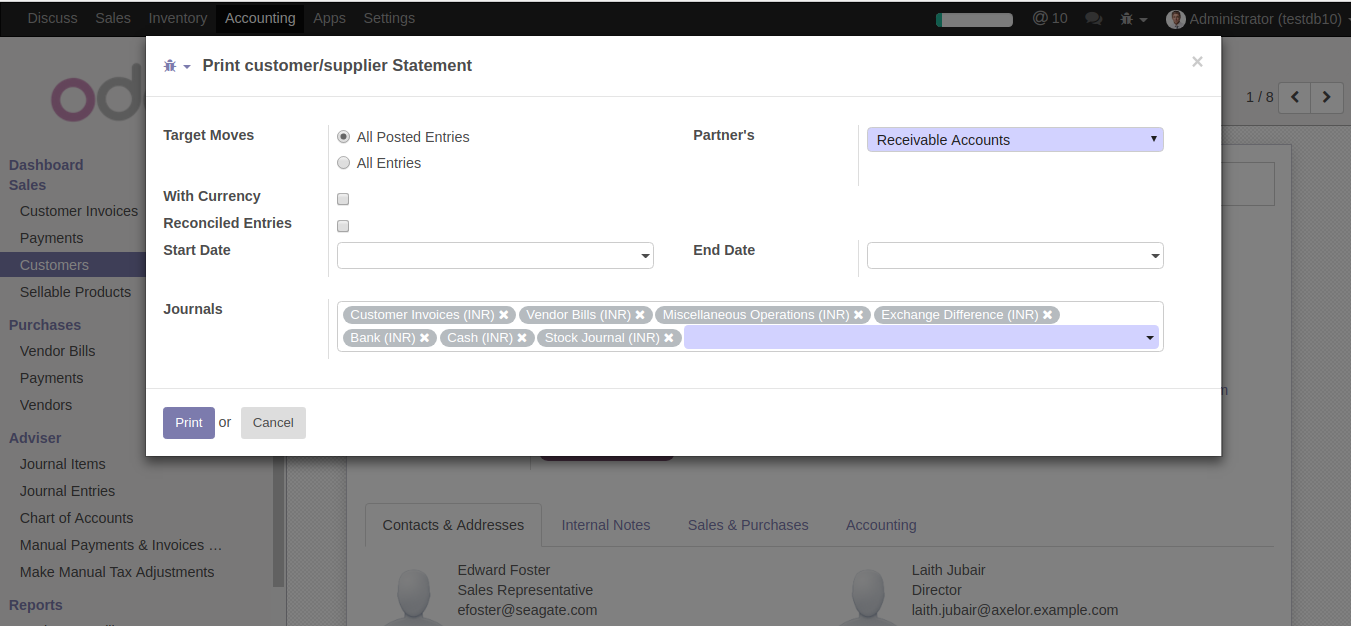 Discuss Sales Inventory Accounting Apps Settings @ 10 Administrator (testdb10)
Print customer/supplier Statement ×
1 / 8
Target Moves All Posted Entries Partner's Receivable Accounts
All Entries
With Currency
Reconciled Entries
Start Date End Date
Journals Customer Invoices (INR) ✖ Vendor Bills (INR) ✖ Miscellaneous Operations (INR) ✖ Exchange Difference (INR) ✖
Bank (INR) ✖ Cash (INR) ✖ Stock Journal (INR) ✖
Print or Cancel
Dashboard
Sales
Customer Invoices
Payments
Customers
Sellable Products
Purchases
Vendor Bills
Payments
Vendors
Adviser
Journal Items
Journal Entries
Chart of Accounts
Manual Payments & Invoices ...
Make Manual Tax Adjustments
Reports
Contacts & Addresses Internal Notes Sales & Purchases Accounting
Edward Foster
Sales Representative
efoster@seagate.com
Laith Jubair
Director
laith.jubair@axelor.example.com